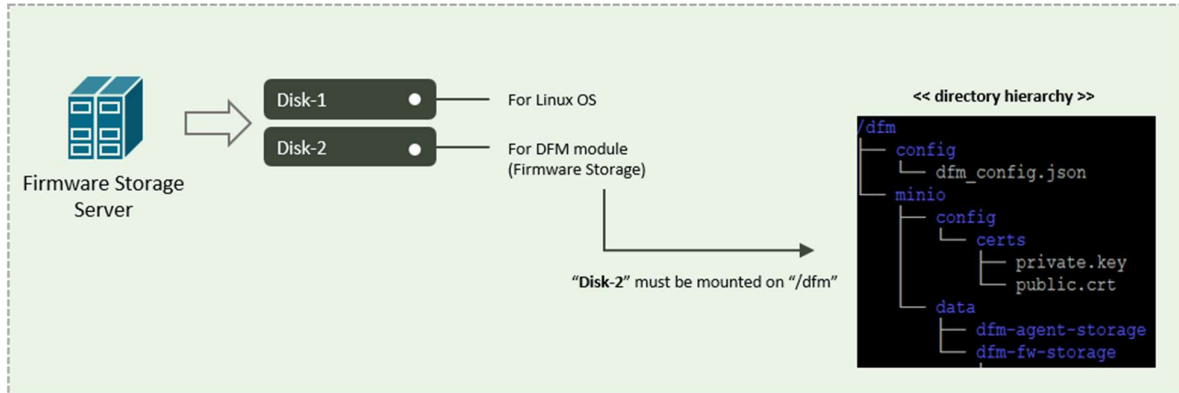 Firmware Storage
Server
Disk-1
For Linux OS
Disk-2
For DFM module
(Firmware Storage)
“Disk-2” must be mounted on “/dfm”
<< directory hierarchy >>
/dfm
config
dfm_config.json
minio
config
certs
private.key
public.crt
data
dfm-agent-storage
dfm-fw-storage